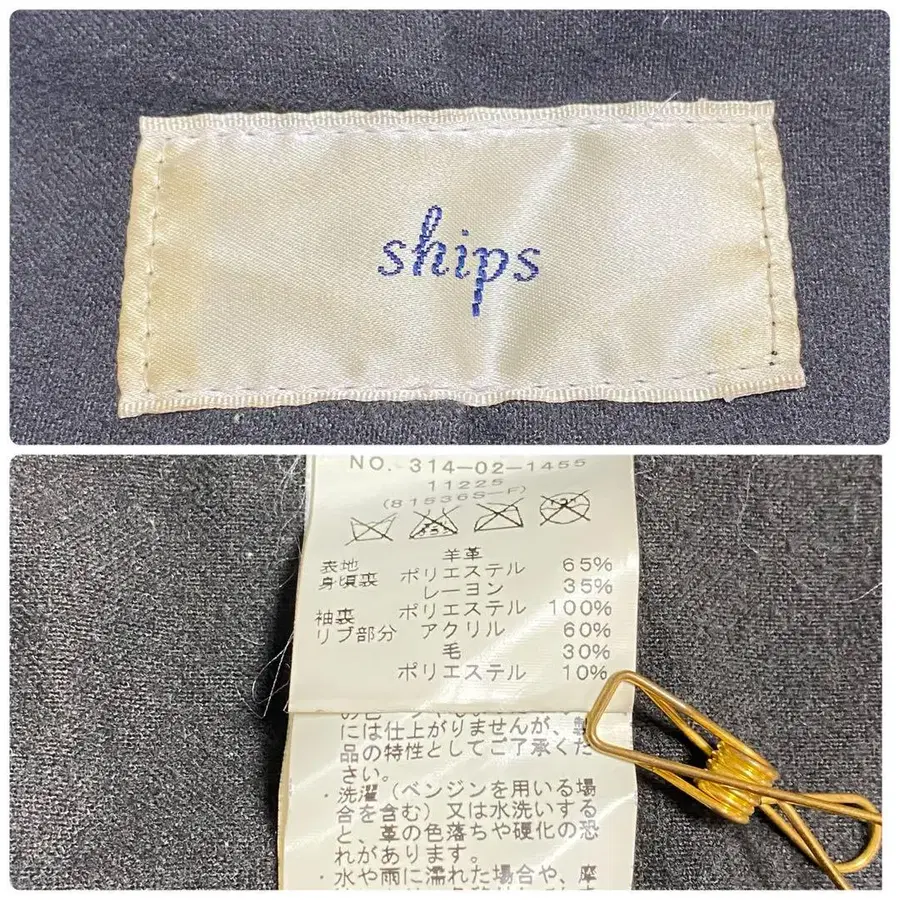 ships
NO. 314-02-1455
11225
(81536S-F)
表地 羊革
身頃裏 ポリエステル 65%
レーヨン 35%
袖裏 ポリエステル 100%
リブ部分 アクリル 60%
毛 30%
ポリエステル 10%
には仕上がりませんが、製
品の特性としてご了承くだ
さい。
・洗濯（ベンジンを用いる場
合を含む）又は水洗いする
と、革の色落ちや硬化の恐
れがあります。
・水や雨に濡れた場合や、摩